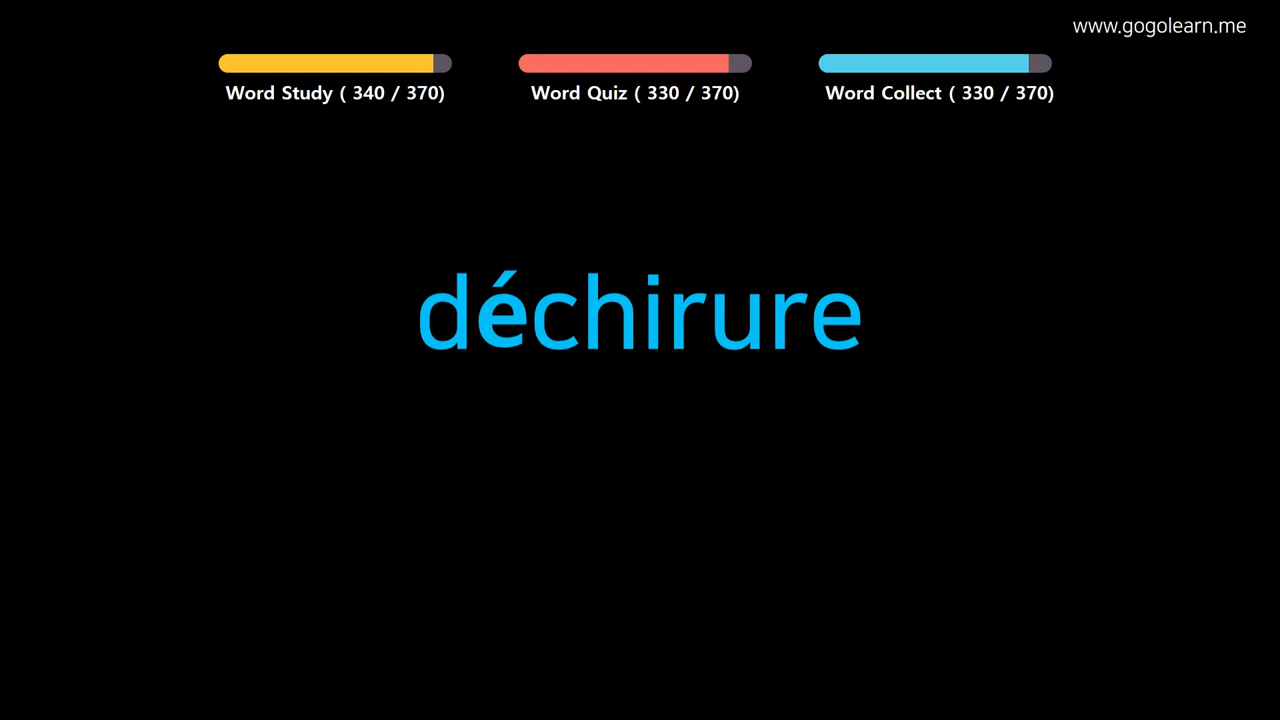 www.gogolearn.me
Word Study ( 340 / 370)
Word Quiz ( 330 / 370)
Word Collect ( 330 / 370)
déchirure